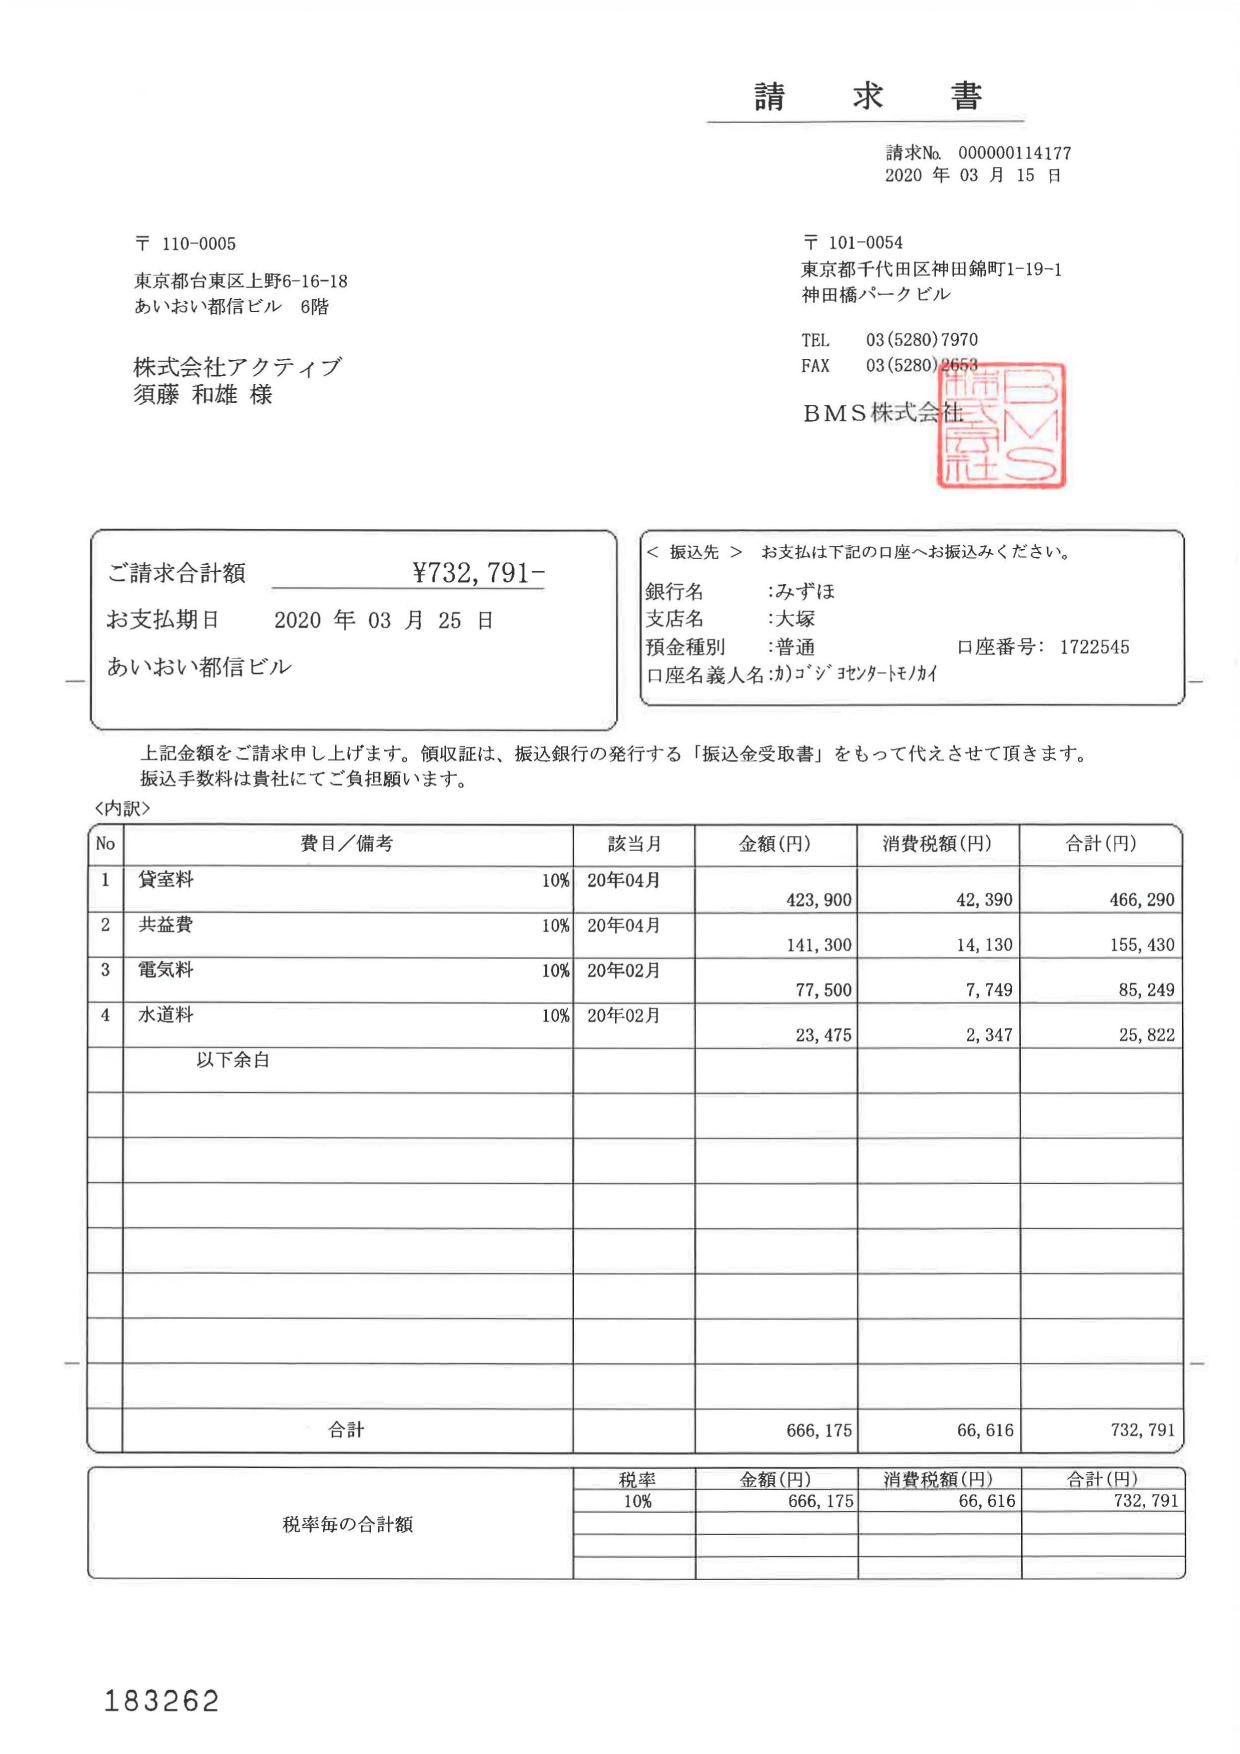 請求書
請求No. 000000114177
2020 年 03 月 15 日
〒 110-0005
東京都台東区上野6-16-18
あいおい都信ビル 6階
株式会社アクティブ
須藤 和雄 様
〒 101-0054
東京都千代田区神田錦町1-19-1
神田橋パークビル
TEL 03(5280)7970
FAX 03(5280)2653
BMS株式会社
BMS株式会社
ご請求合計額 ¥732,791-
お支払期日 2020 年 03 月 25 日
あいおい都信ビル
< 振込先 > お支払は下記の口座へお振込みください。
銀行名 :みずほ
支店名 :大塚
預金種別 :普通 口座番号: 1722545
口座名義人名:ｶ)ｺﾞｼﾞﾖｾﾝﾀｰﾄﾓﾉｶｲ
上記金額をご請求申し上げます。領収証は、振込銀行の発行する「振込金受取書」をもって代えさせて頂きます。
振込手数料は貴社にてご負担願います。
<内訳>
No 費目／備考 該当月 金額(円) 消費税額(円) 合計(円)
1 貸室料 10% 20年04月 423,900 42,390 466,290
2 共益費 10% 20年04月 141,300 14,130 155,430
3 電気料 10% 20年02月 77,500 7,749 85,249
4 水道料 10% 20年02月 23,475 2,347 25,822
以下余白
合計 666,175 66,616 732,791
税率毎の合計額
税率 金額(円) 消費税額(円) 合計(円)
10% 666,175 66,616 732,791
183262